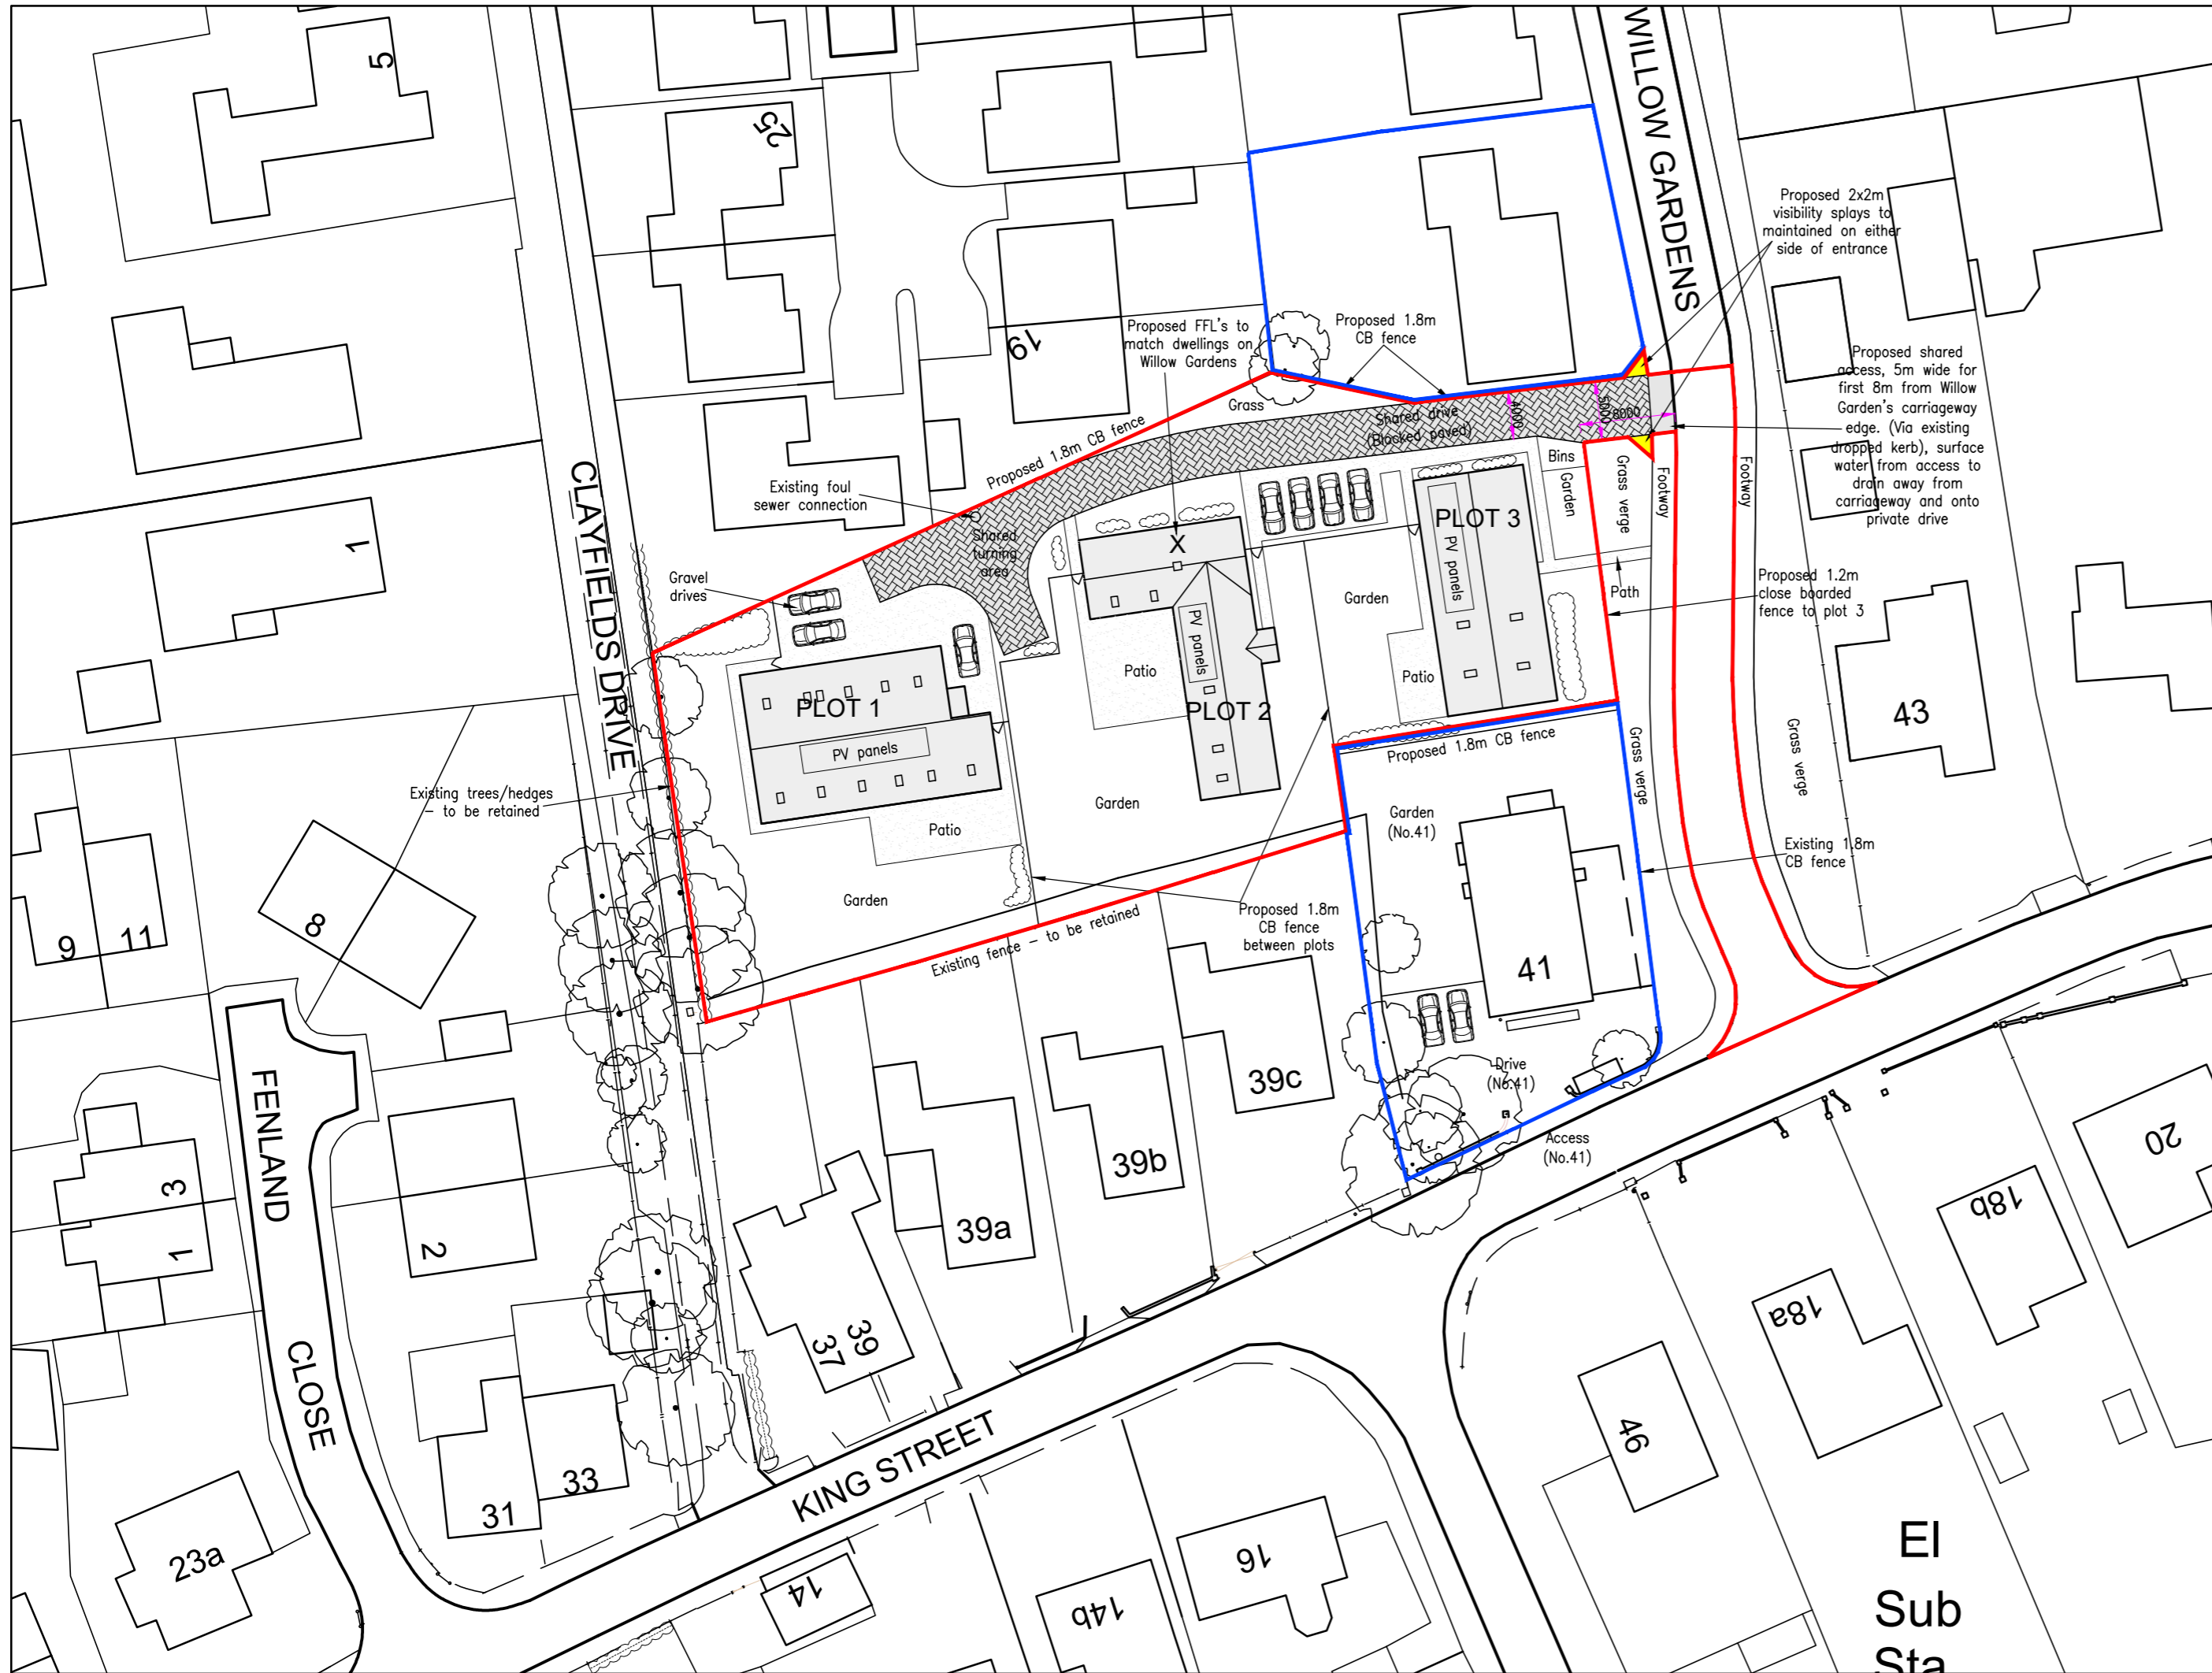 5
25
WILLOW GARDENS
Proposed 2x2m
visibility splays to
maintained on either
side of entrance
19
Proposed FFL's to
match dwellings on
Willow Gardens
Proposed 1.8m
CB fence
Proposed shared
access, 5m wide for
first 8m from Willow
Garden's carriageway
edge. (Via existing
dropped kerb), surface
water from access to
drain away from
carriageway and onto
private drive
Grass
Shared drive
(Blocked paved)
4000
5000
8000
Proposed 1.8m CB fence
Existing foul
sewer connection
Shared
turning
area
Bins
Garden
Grass verge
Footway
Footway
CLAYFIELDS DRIVE
1
Gravel
drives
X
PLOT 3
PV panels
Garden
Path
Proposed 1.2m
close boarded
fence to plot 3
PLOT 1
PV panels
Patio
PV panels
PLOT 2
Patio
Garden
Patio
Garden
Proposed 1.8m CB fence
Grass verge
Grass verge
43
Existing trees/hedges
- to be retained
Garden
(No.41)
Existing 1.8m
CB fence
Proposed 1.8m
CB fence
between plots
Existing fence - to be retained
8
9
11
41
39c
39b
39a
Drive
(No.41)
Access
(No.41)
FENLAND
CLOSE
3
1
2
37
39
31
33
23a
KING STREET
14
14b
16
46
18a
18b
20
El
Sub
Sta